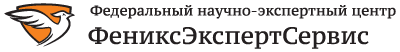 Федеральный научно-экспертный центр
ФениксЭкспертСервис